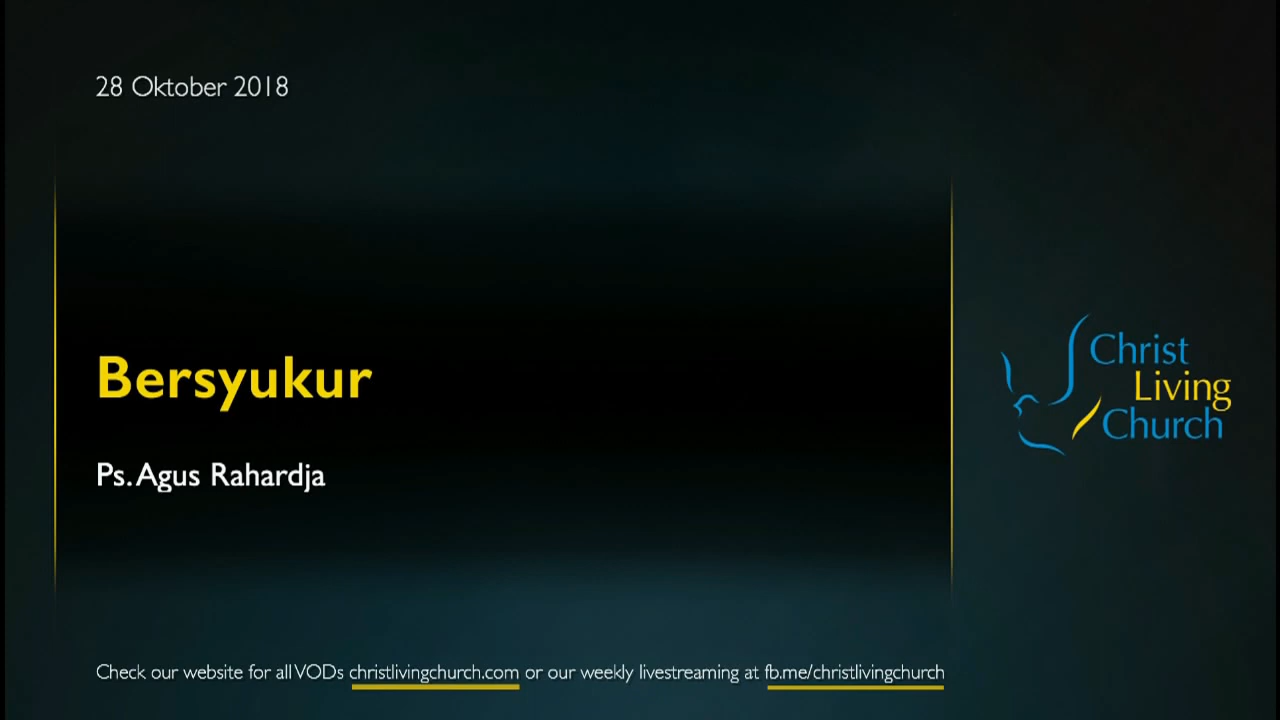 28 Oktober 2018
Bersyukur
Ps. Agus Rahardja
Christ
Living
Church
Check our website for all VODs christlivingchurch.com or our weekly livestreaming at fb.me/christlivingchurch